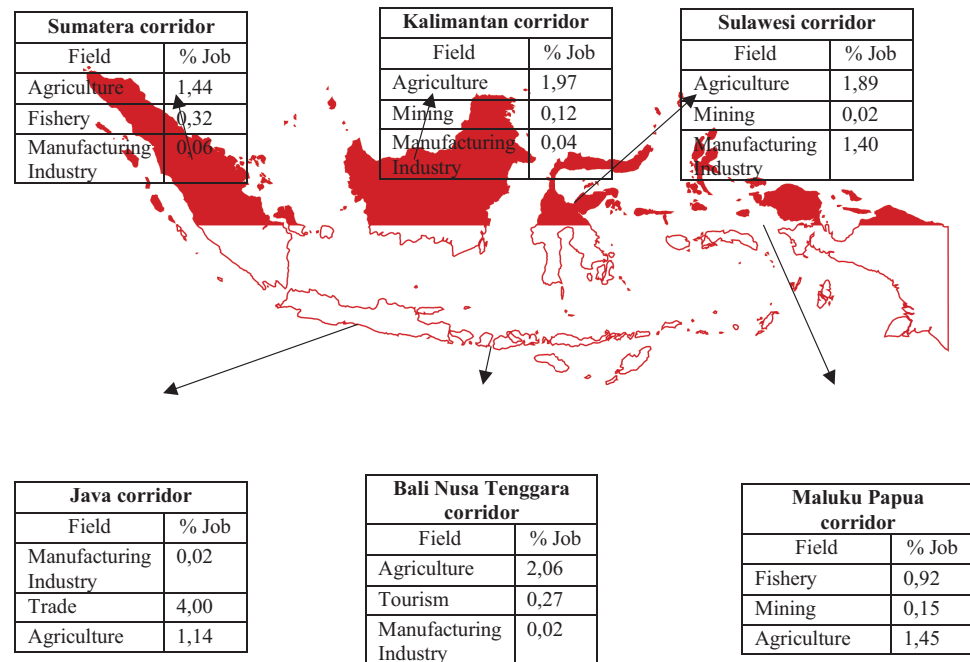 Sumatera corridor
Field % Job
Agriculture 1,44
Fishery 0,32
Manufacturing 0,06
Industry
Kalimantan corridor
Field % Job
Agriculture 1,97
Mining 0,12
Manufacturing 0,04
Industry
Sulawesi corridor
Field % Job
Agriculture 1,89
Mining 0,02
Manufacturing 1,40
Industry
Java corridor
Field % Job
Manufacturing 0,02
Industry
Trade 4,00
Agriculture 1,14
Bali Nusa Tenggara
corridor
Field % Job
Agriculture 2,06
Tourism 0,27
Manufacturing 0,02
Industry
Maluku Papua
corridor
Field % Job
Fishery 0,92
Mining 0,15
Agriculture 1,45